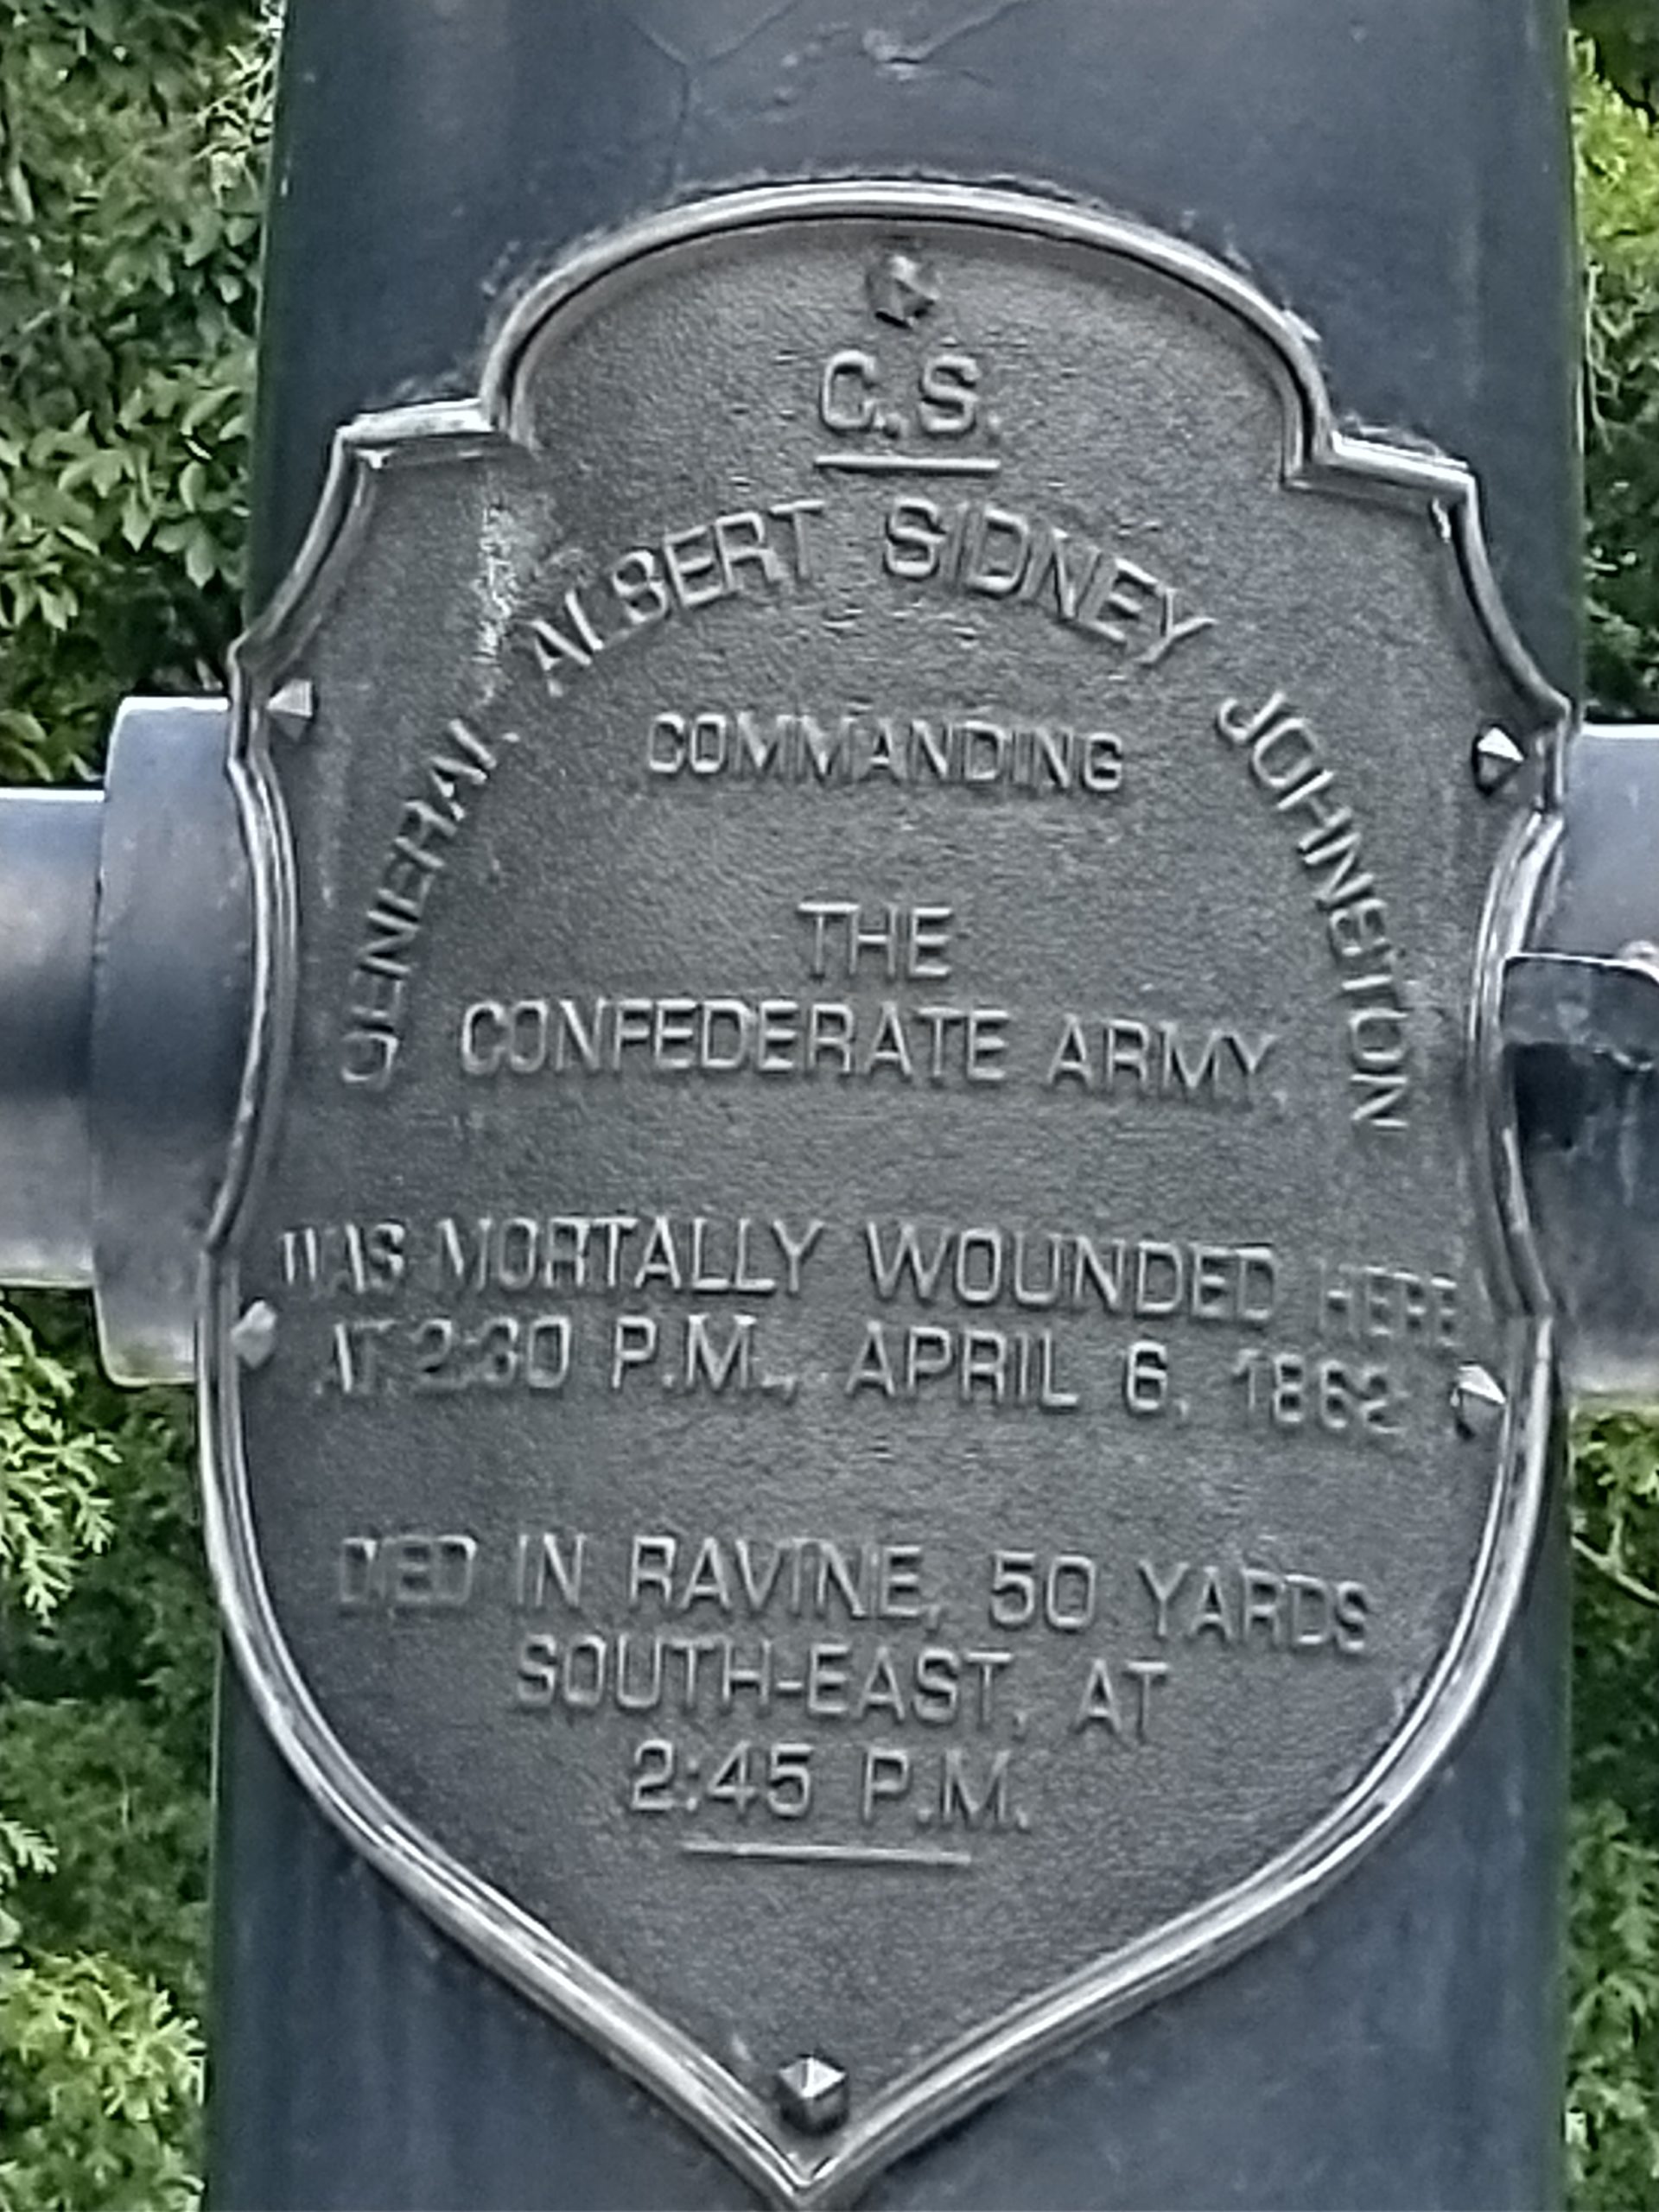 C.S.
GENERAL ALBERT SIDNEY JOHNSTON
COMMANDING
THE
CONFEDERATE ARMY,
WAS MORTALLY WOUNDED HERE
AT 2:30 P.M., APRIL 6, 1862
DIED IN RAVINE, 50 YARDS
SOUTH-EAST, AT
2:45 P.M.